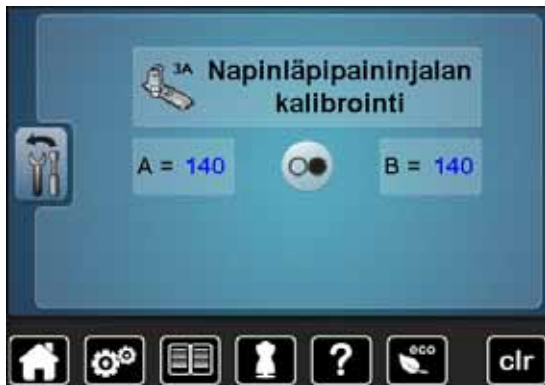 3A Napinläpipaininjalan
kalibrointi
A = 140
B = 140
?
eco
clr